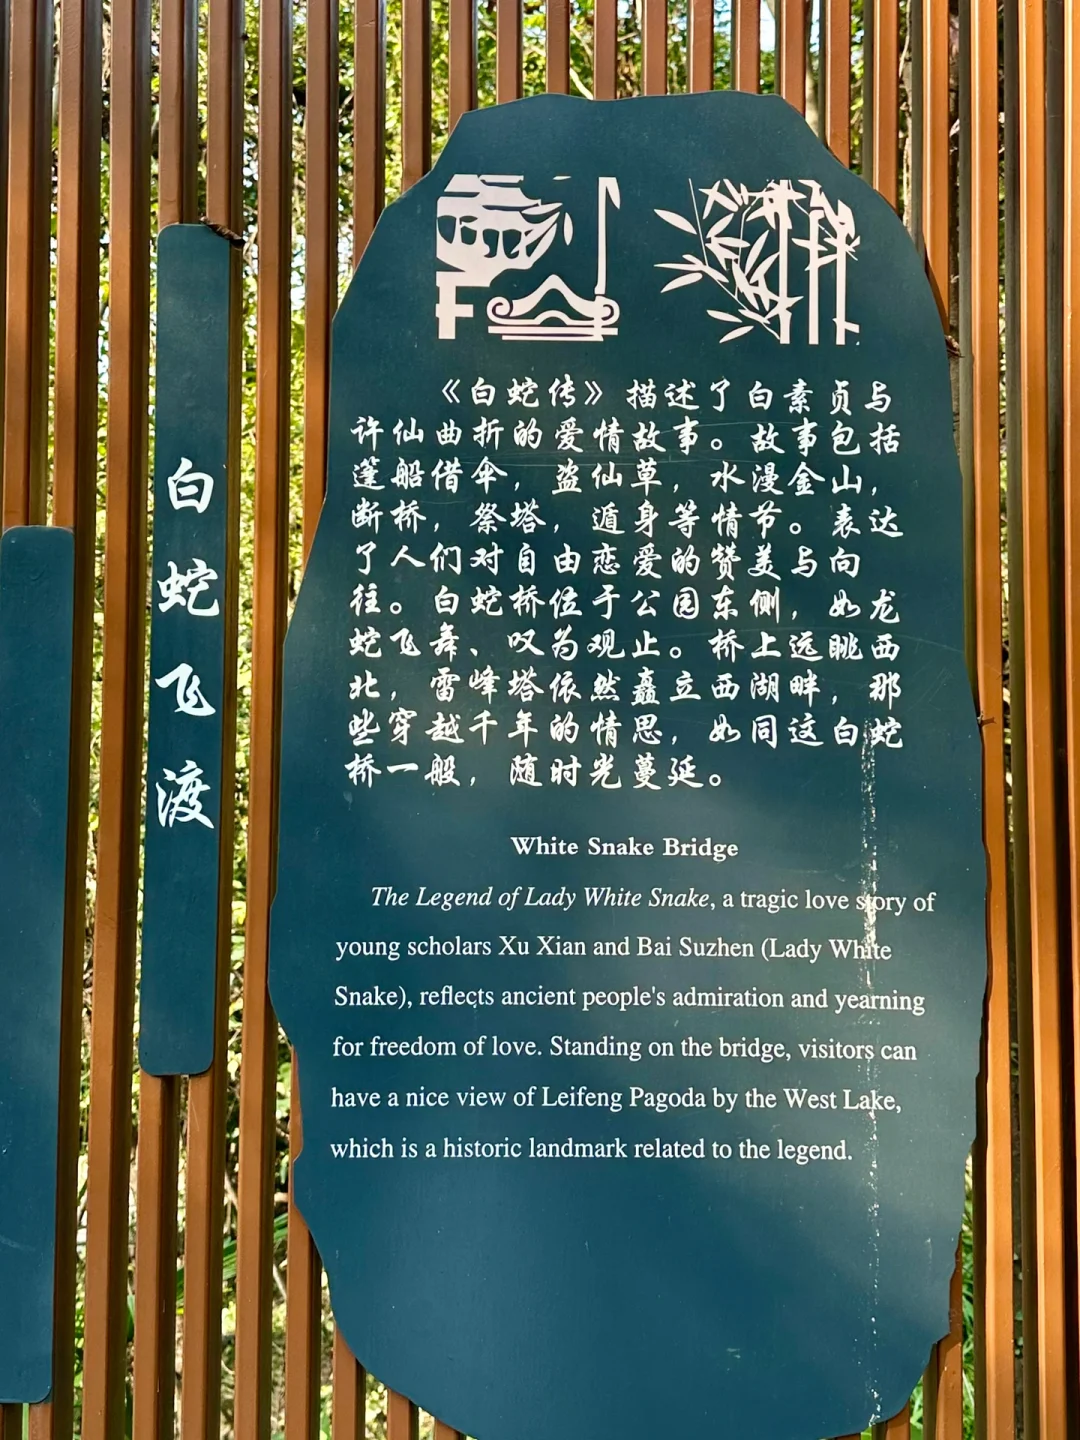 白蛇飞渡
《白蛇传》描述了白素贞与
许仙曲折的爱情故事。故事包括
篷船借伞，盗仙草，水漫金山，
断桥，祭塔，遁身等情节。表达
了人们对自由恋爱的赞美与向
往。白蛇桥位于公园东侧，如龙
蛇飞舞、叹为观止。桥上远眺西
北，雷峰塔依然矗立西湖畔，那
些穿越千年的情思，如同这白蛇
桥一般，随时光蔓延。
White Snake Bridge
The Legend of Lady White Snake, a tragic love story of
young scholars Xu Xian and Bai Suzhen (Lady White
Snake), reflects ancient people's admiration and yearning
for freedom of love. Standing on the bridge, visitors can
have a nice view of Leifeng Pagoda by the West Lake,
which is a historic landmark related to the legend.